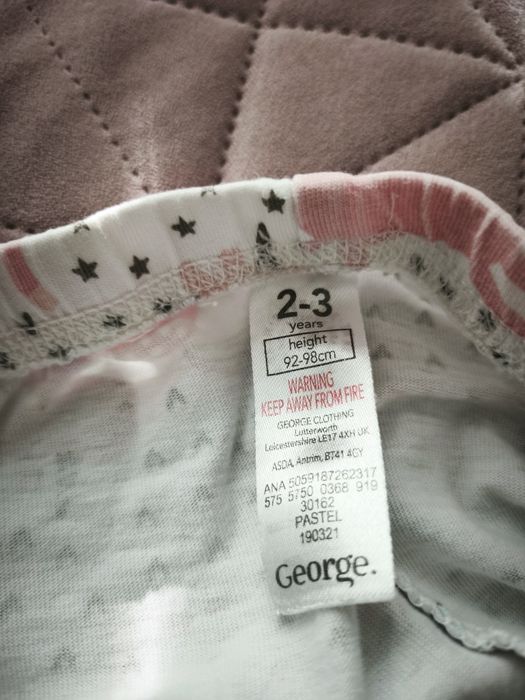 2-3
years
height
92-98cm
WARNING
KEEP AWAY FROM FIRE
GEORGE CLOTHING
Lutterworth
Leicestershire LE17 4XH UK
ASDA, Antrim, BT41 4CY
ANA 5059187262317
575 5750 0368 919
30162
PASTEL
190321
George.